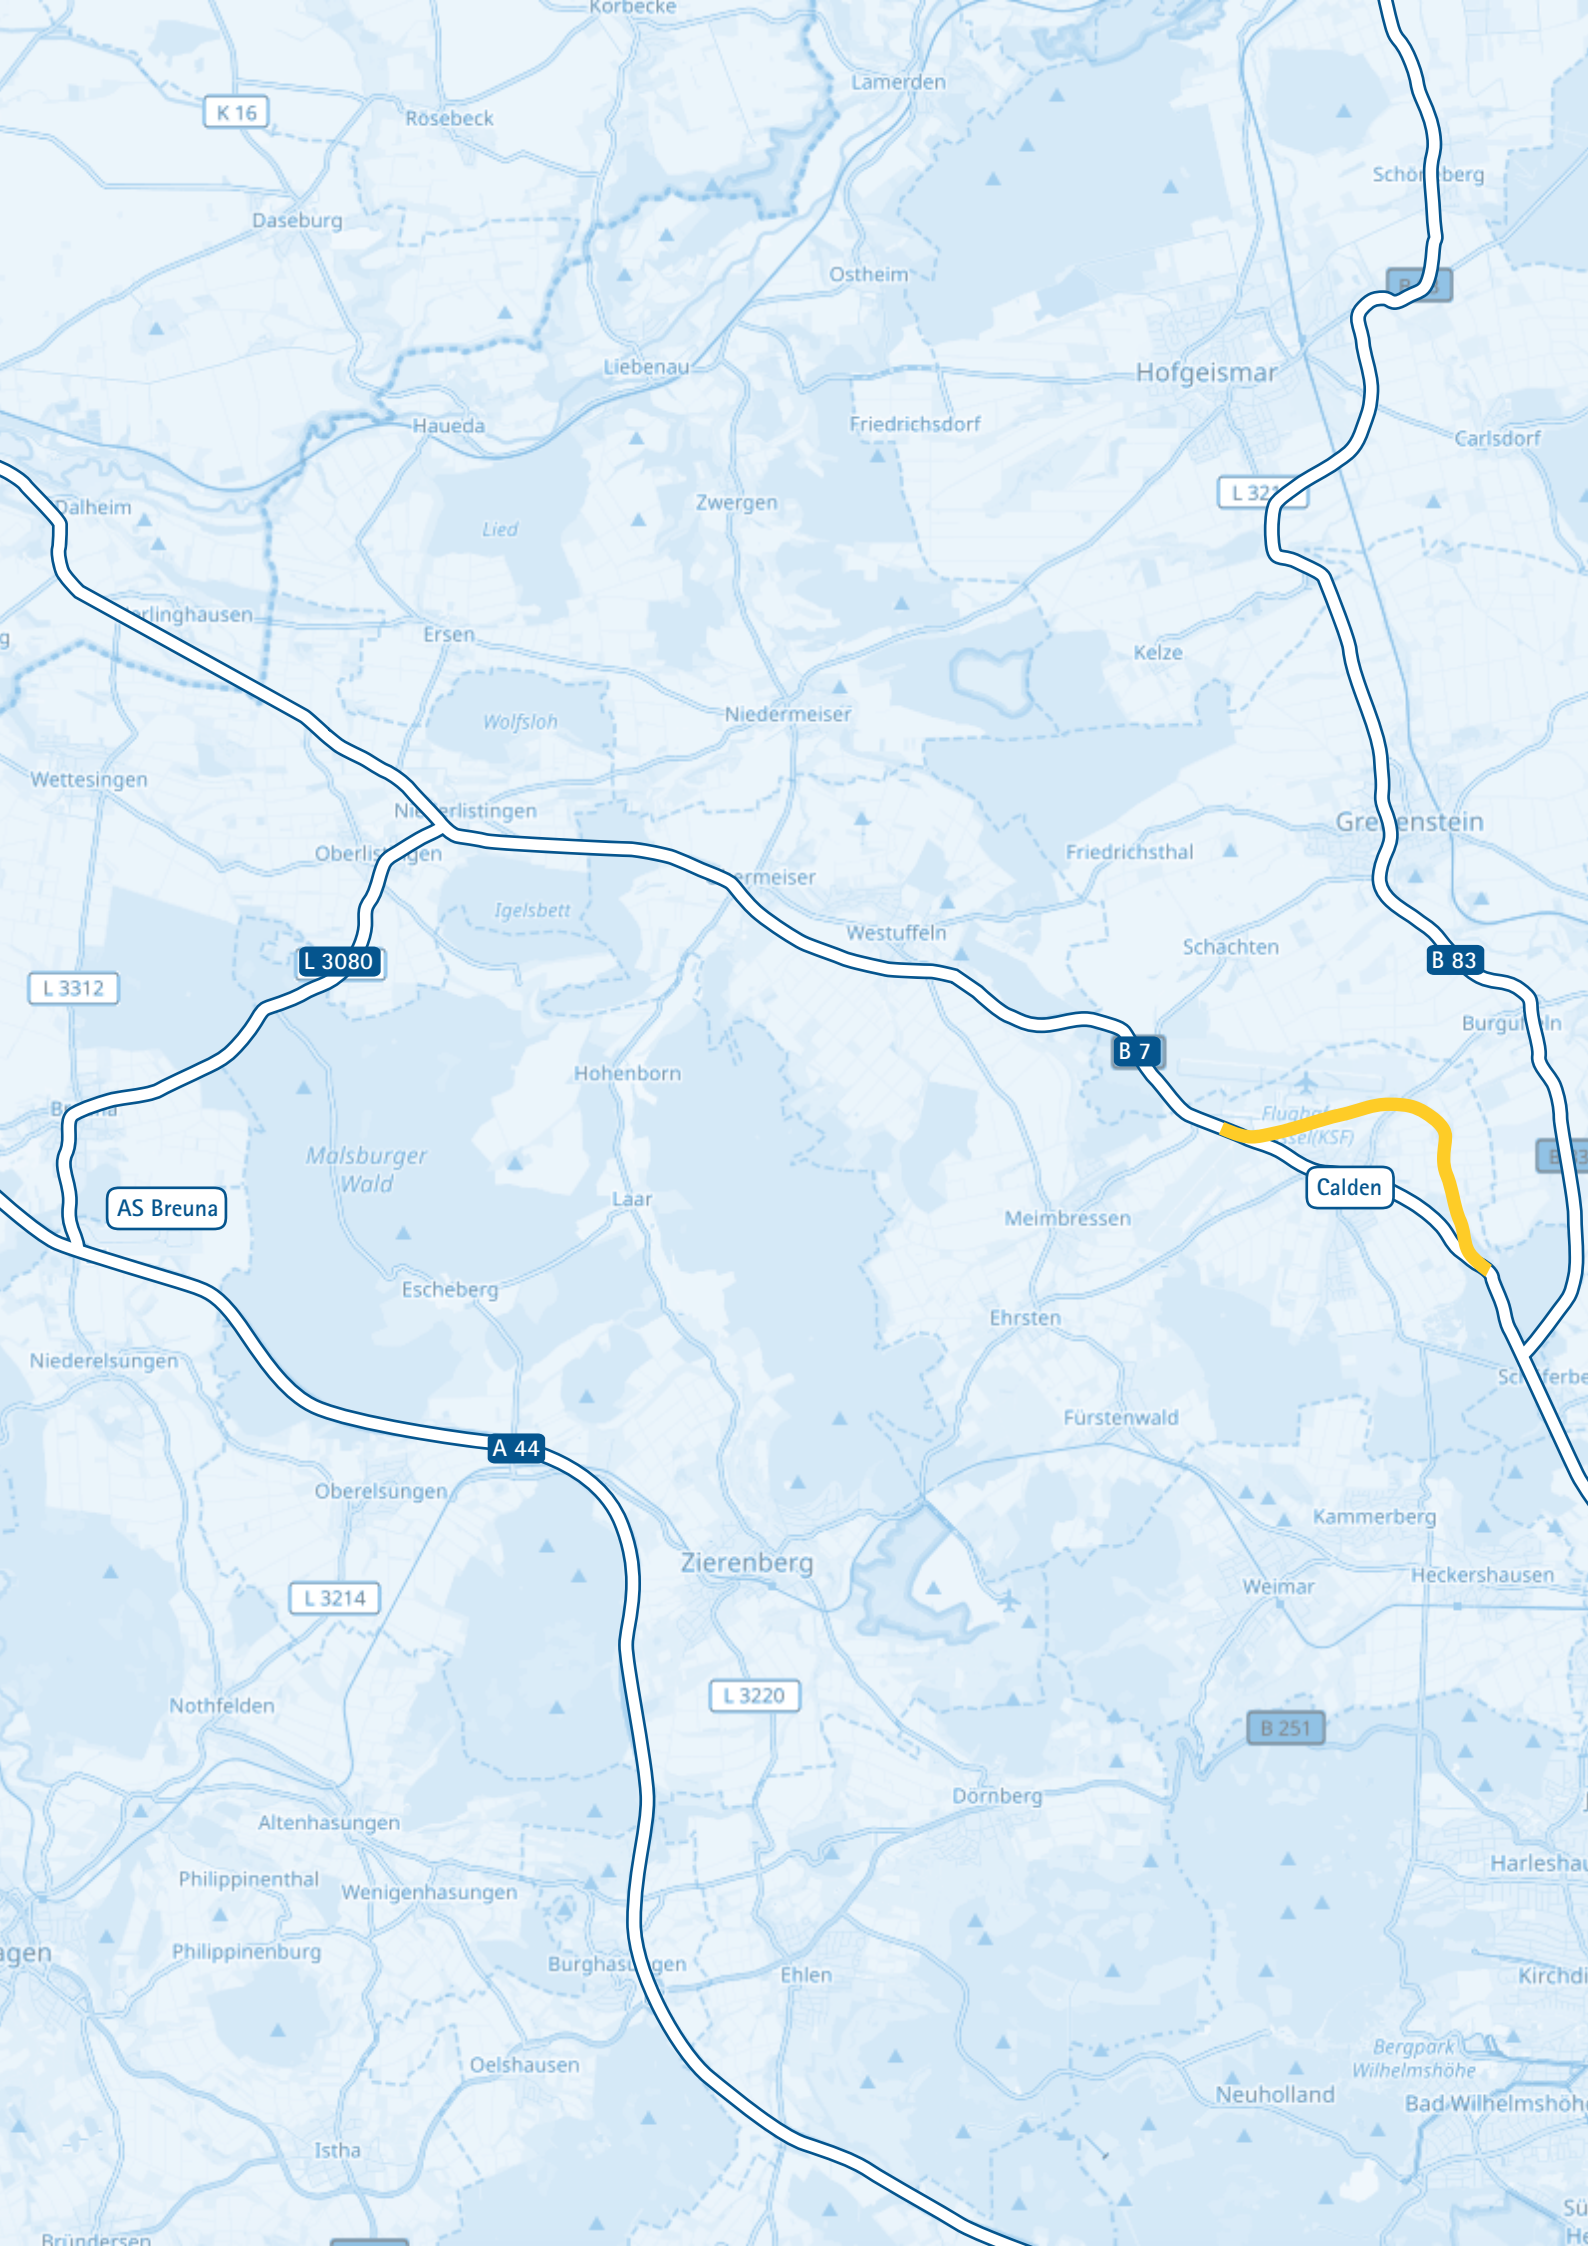 Korbecke
Lamerden
K 16
Rösebeck
Daseburg
Ostheim
Liebenau
Hofgeismar
Haueda
Friedrichsdorf
Carlsdorf
L 321
Dalheim
Zwergen
Lied
Ersen
Kelze
Niedermeiser
Wolfsloh
Wettesingen
Friedrichsthal
Igelsbett
Westuffeln
Schachten
L 3080
B 83
L 3312
B 7
Hohenborn
Malsburger
Wald
Calden
AS Breuna
Laar
Meimbressen
Escheberg
Ehrsten
Niederelsungen
Fürstenwald
A 44
Oberelsungen
Kammerberg
Zierenberg
Heckershausen
Weimar
L 3214
L 3220
Nothfelden
B 251
Dörnberg
Altenhasungen
Philippinenthal
Wenigenhasungen
Philippinenburg
Ehlen
Bergpark
Wilhelmshöhe
Oelshausen
Neuholland
Bad Wilhelmshöhe
Istha